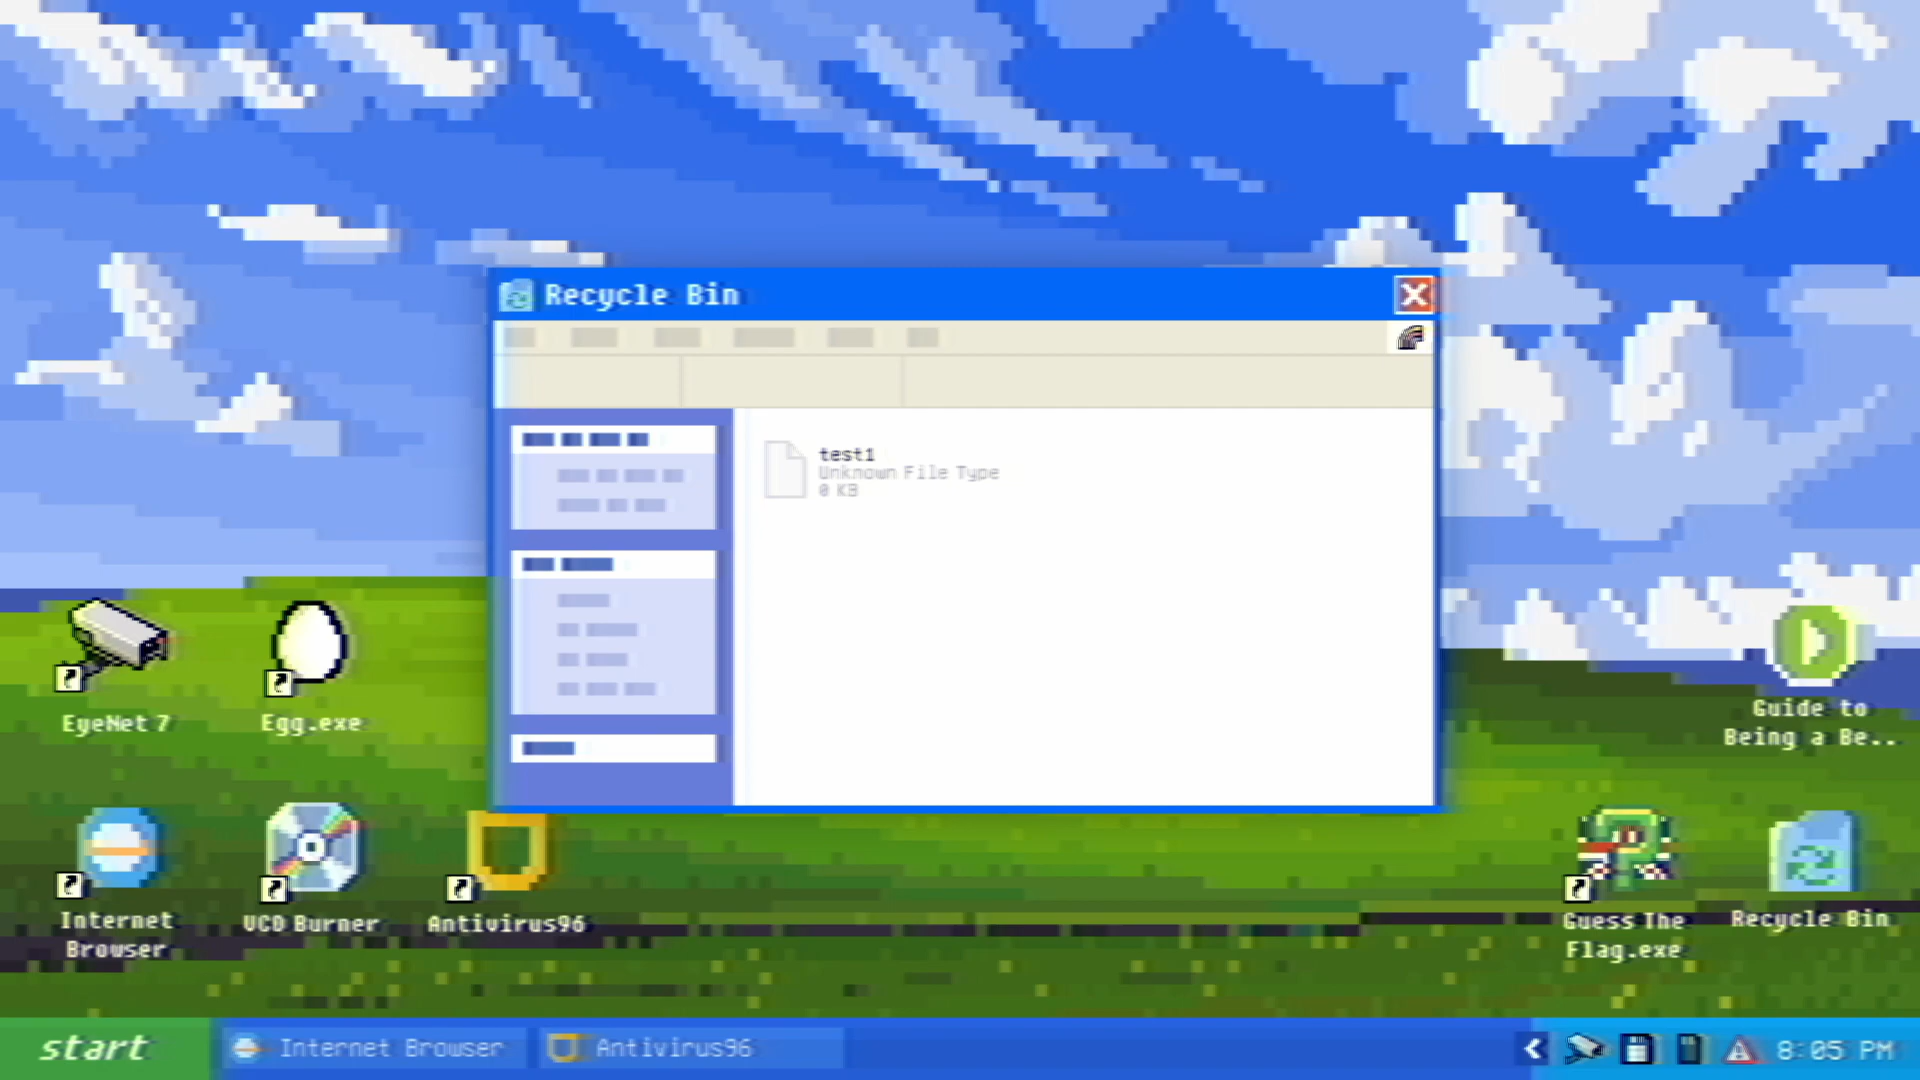 Recycle Bin
test1
Unknown File Type
0 KB
EyeNet 7
Egg.exe
Guide to
Being a Be..
Internet
Browser
VCD Burner
Antivirus96
Guess The
Flag.exe
Recycle Bin
start
Internet Browser
Antivirus96
8:05 PM